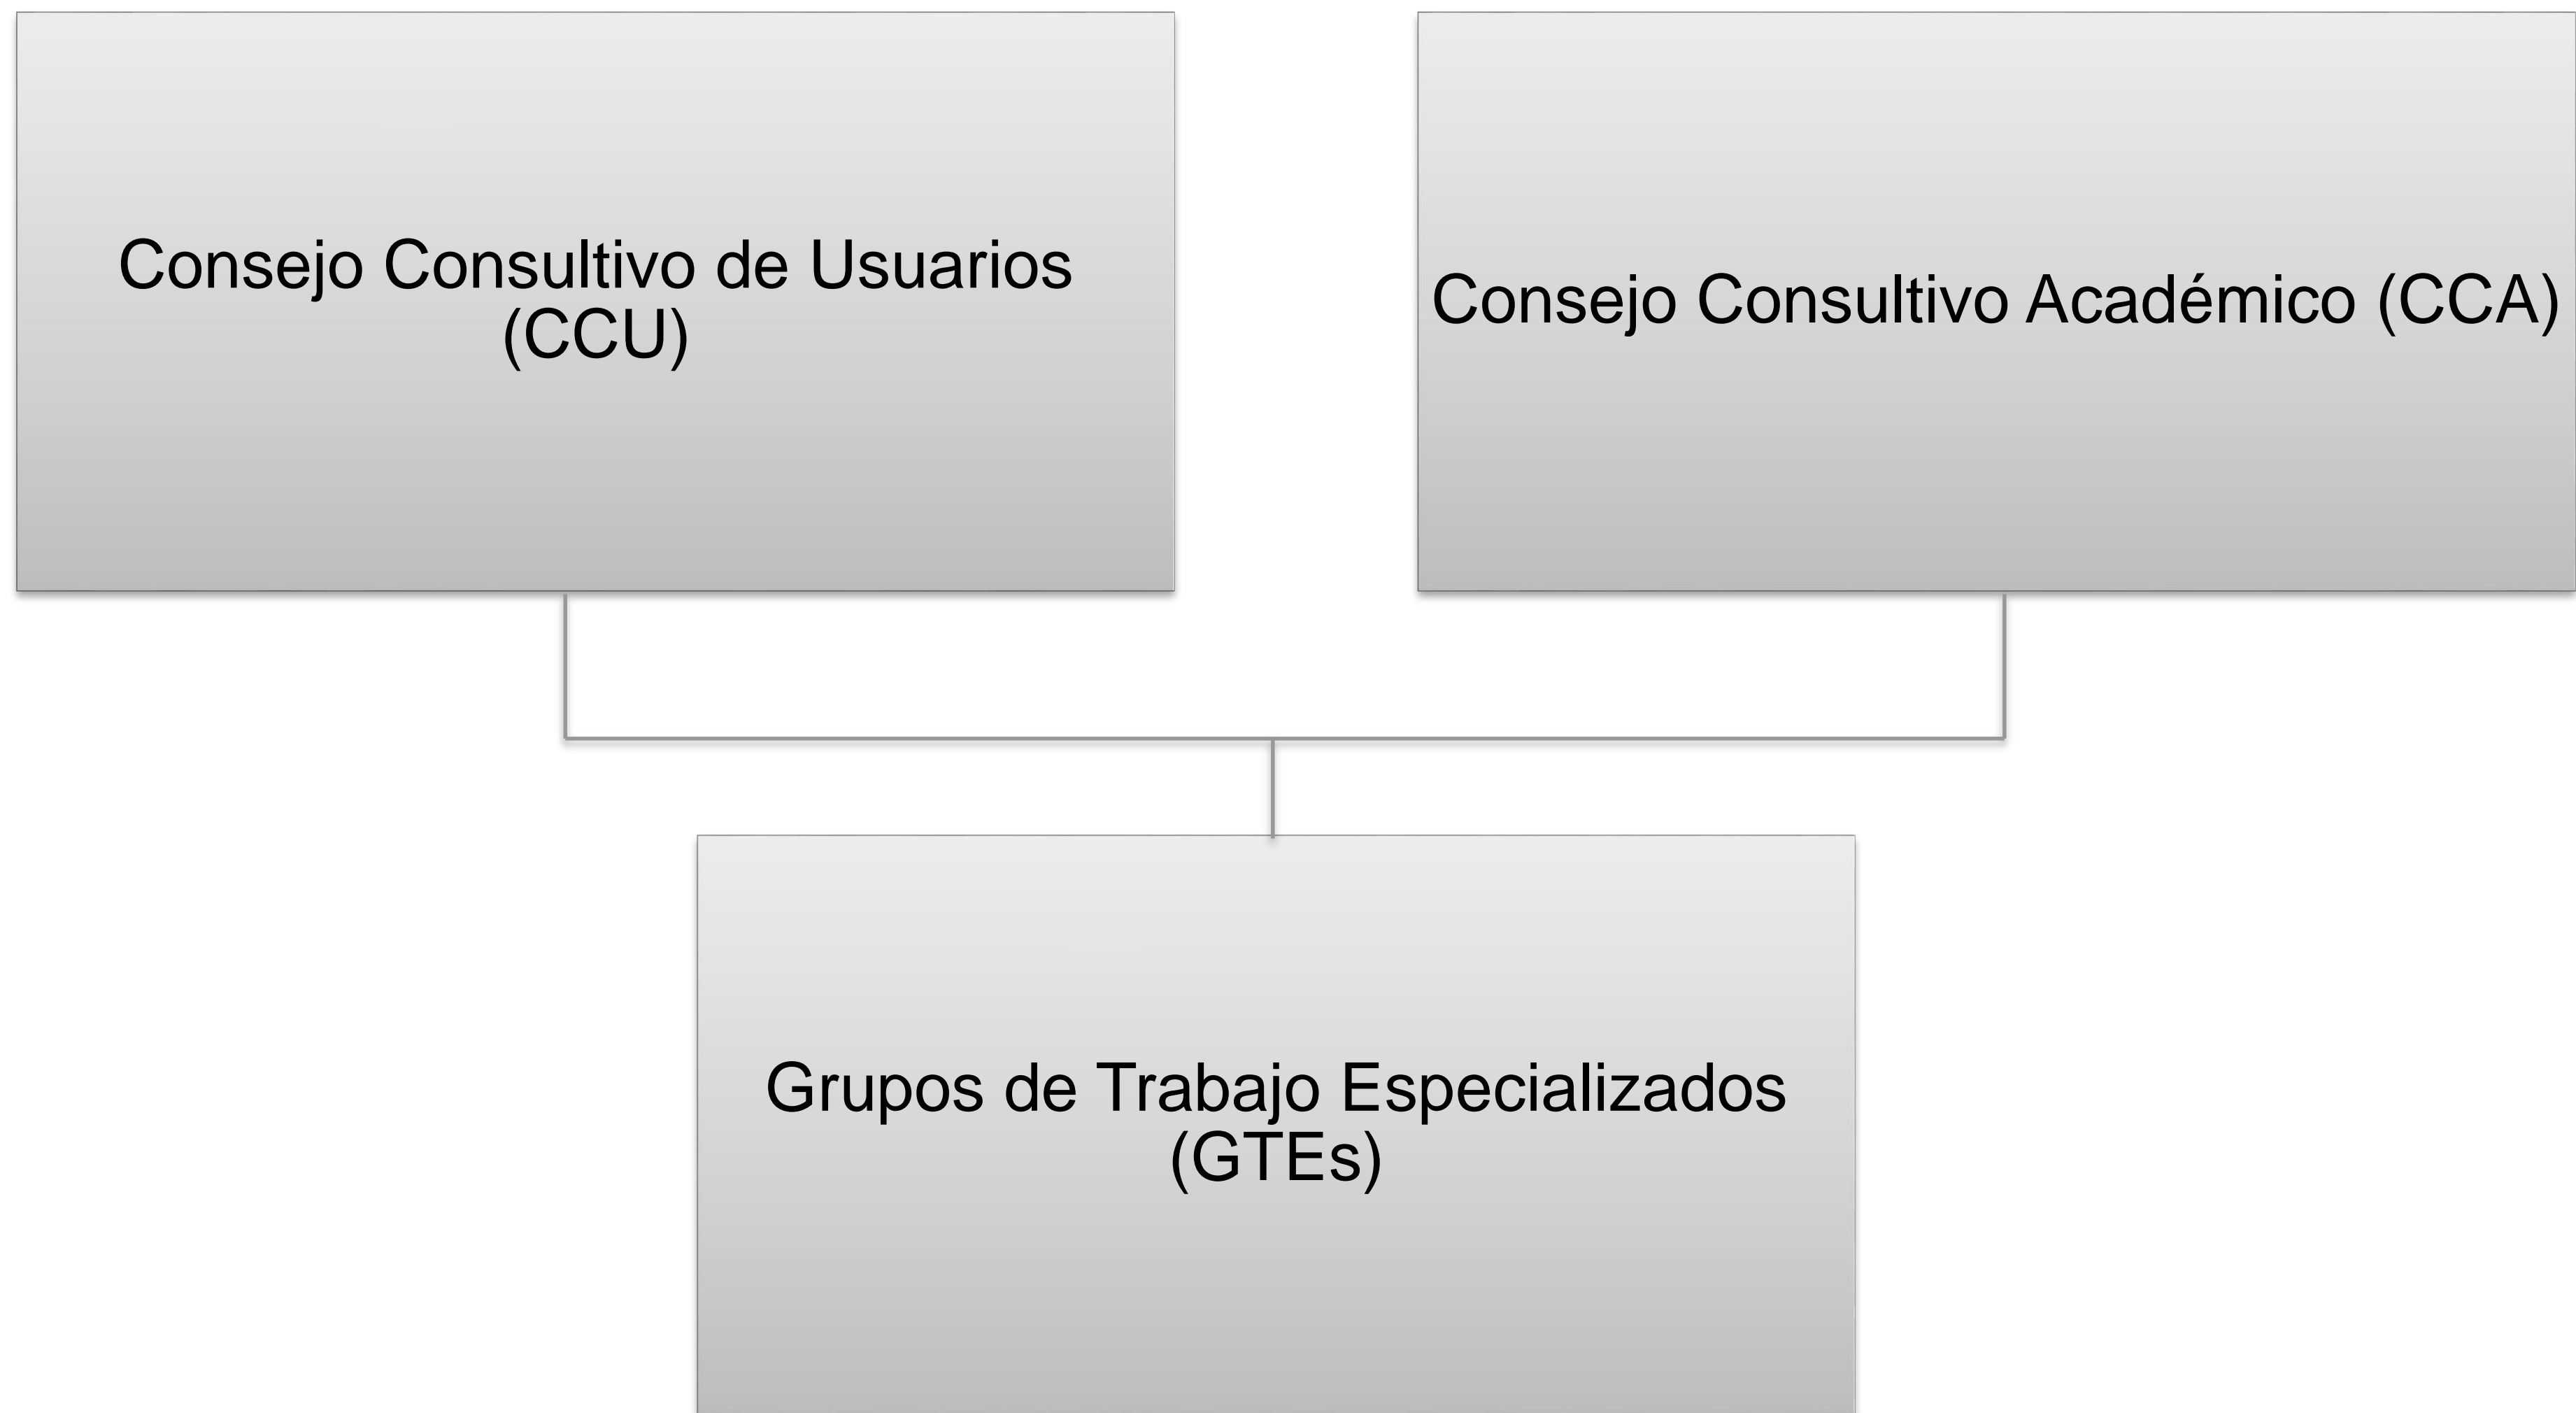 Consejo Consultivo de Usuarios
(CCU)
Consejo Consultivo Académico (CCA)
Grupos de Trabajo Especializados
(GTEs)